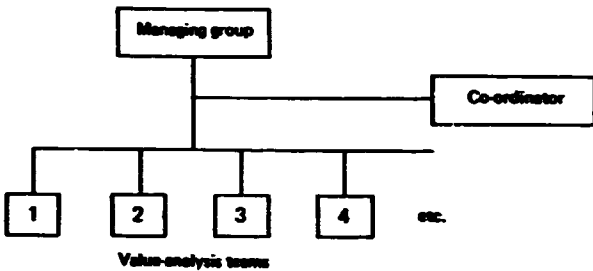 Managing group
Co-ordinator
1
2
3
4
etc.
Value-analysis teams